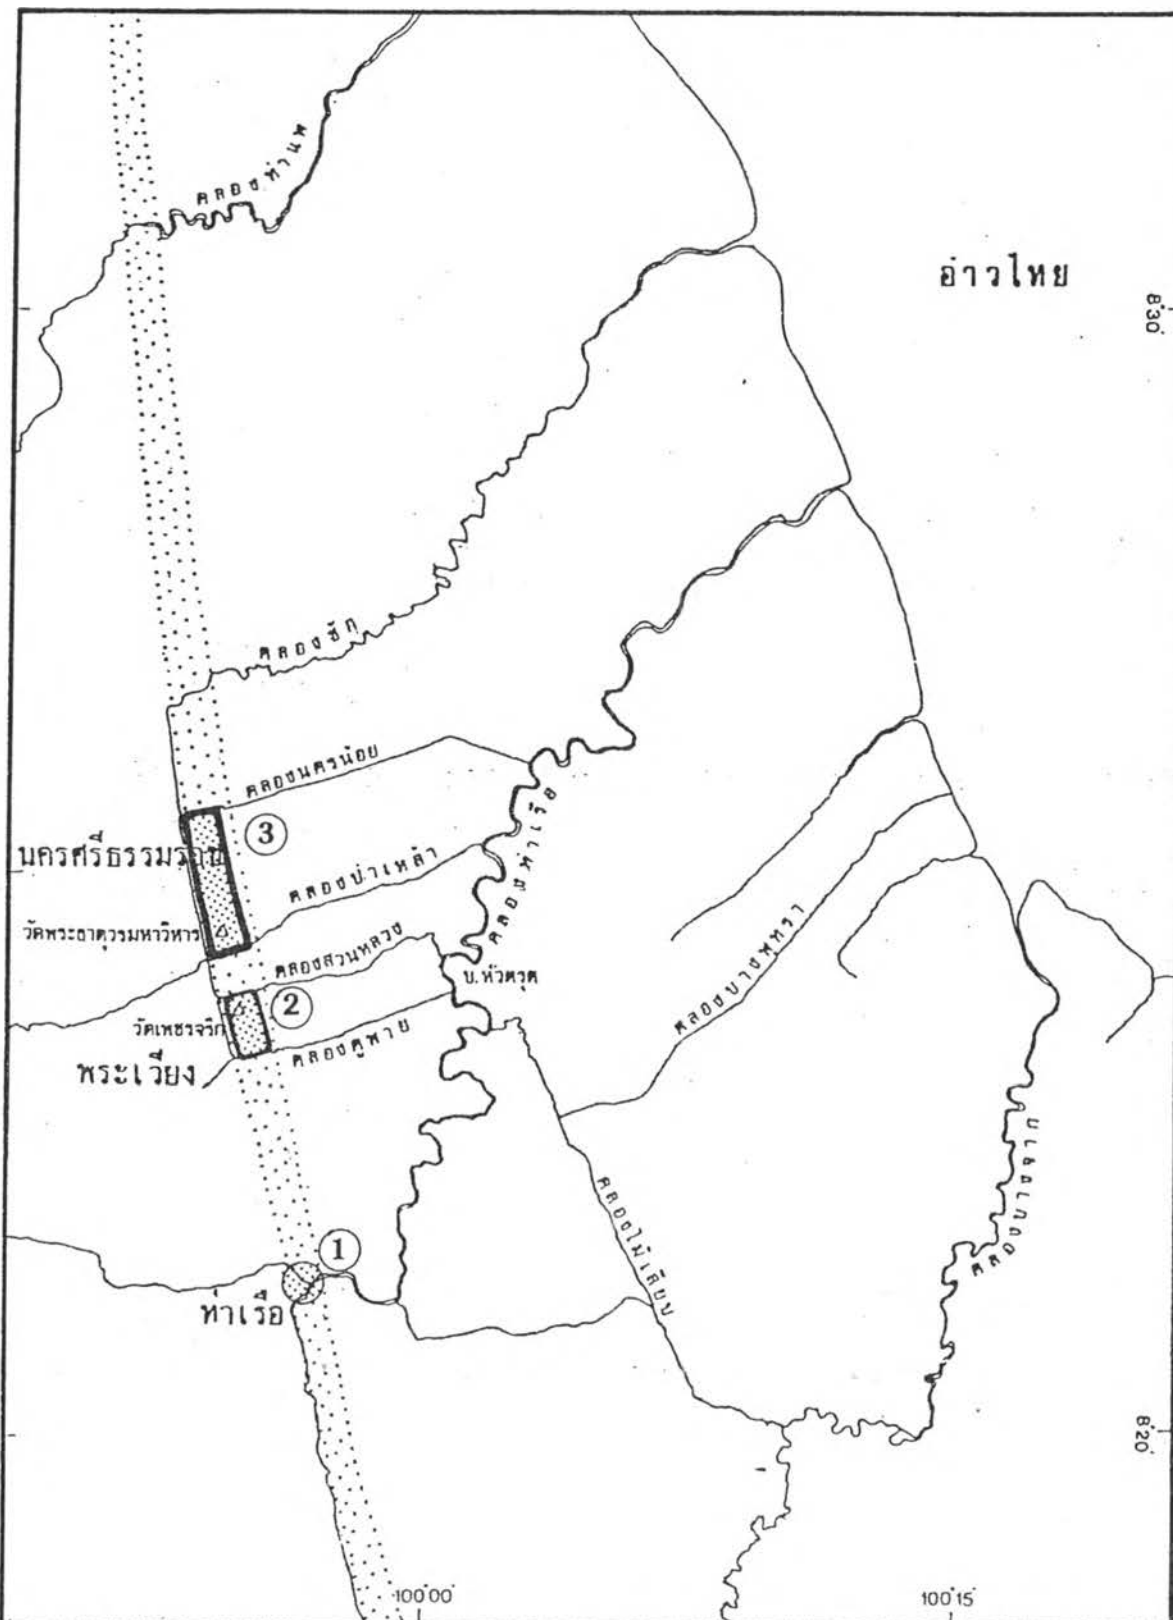 คลองท่าแพ
อ่าวไทย
8°30'
คลองชัก
คลองนครน้อย
3
นครศรีธรรมราช
คลองป่าเหล้า
คลองท่าเรือ
วัดพระธาตุวรมหาวิหาร
คลองสวนหลวง
บ.หัวตรุด
คลองบางพุทรา
2
วัดเพชรจริก
คลองคูพาย
พระเวียง
คลองบางจาก
คลองไม้เสียบ
1
ท่าเรือ
8°20'
100°00'
100°15'